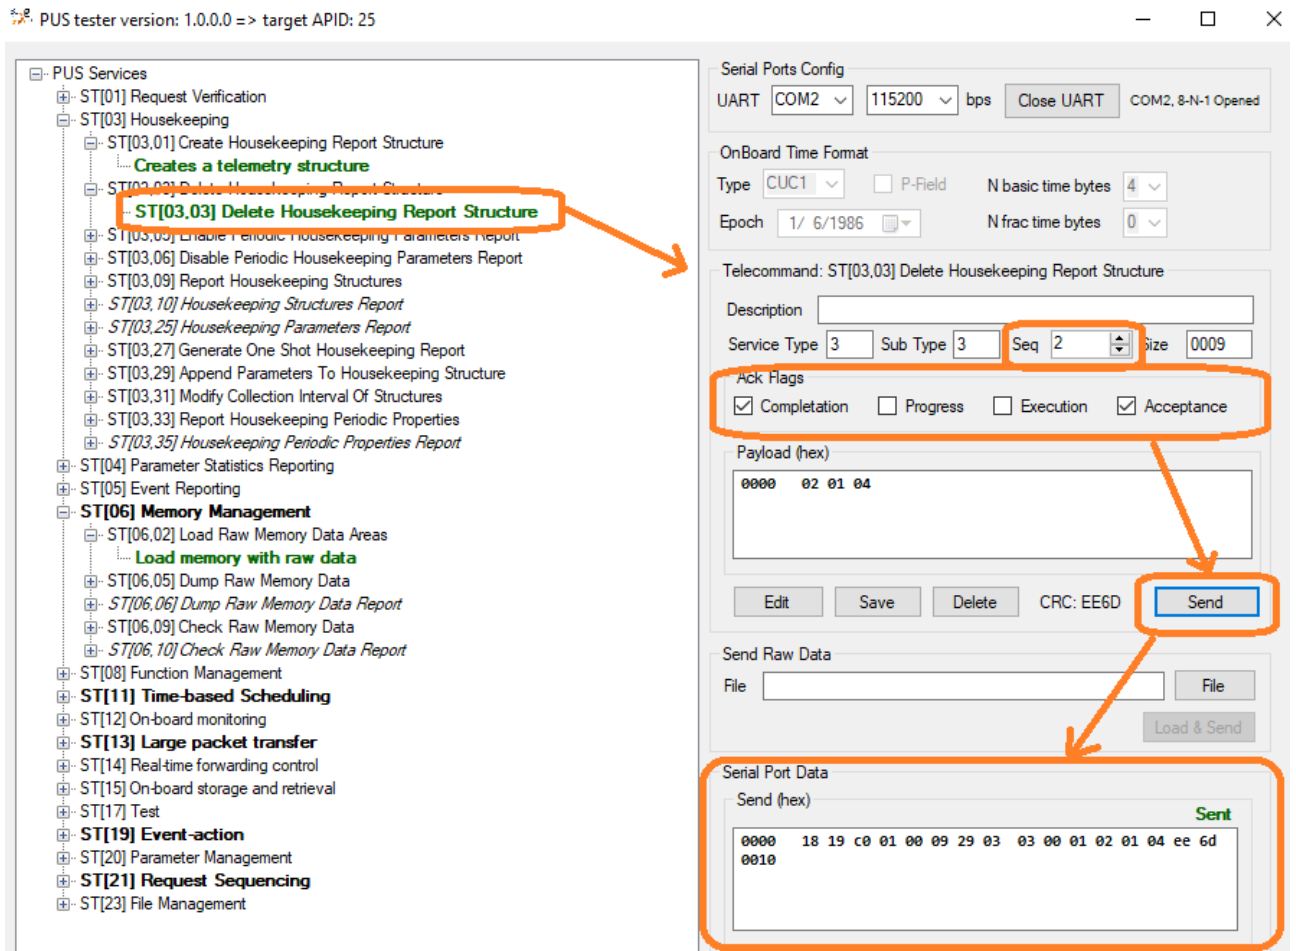 PUS tester version: 1.0.0.0 => target APID: 25
PUS Services
ST[01] Request Verification
ST[03] Housekeeping
ST[03,01] Create Housekeeping Report Structure
Creates a telemetry structure
ST[03,03] Delete Housekeeping Report Structure
ST[03,03] Delete Housekeeping Report Structure
ST[03,05] Enable Periodic Housekeeping Parameters Report
ST[03,06] Disable Periodic Housekeeping Parameters Report
ST[03,09] Report Housekeeping Structures
ST[03,10] Housekeeping Structures Report
ST[03,25] Housekeeping Parameters Report
ST[03,27] Generate One Shot Housekeeping Report
ST[03,29] Append Parameters To Housekeeping Structure
ST[03,31] Modify Collection Interval Of Structures
ST[03,33] Report Housekeeping Periodic Properties
ST[03,35] Housekeeping Periodic Properties Report
ST[04] Parameter Statistics Reporting
ST[05] Event Reporting
ST[06] Memory Management
ST[06,02] Load Raw Memory Data Areas
Load memory with raw data
ST[06,05] Dump Raw Memory Data
ST[06,06] Dump Raw Memory Data Report
ST[06,09] Check Raw Memory Data
ST[06,10] Check Raw Memory Data Report
ST[08] Function Management
ST[11] Time-based Scheduling
ST[12] On-board monitoring
ST[13] Large packet transfer
ST[14] Real-time forwarding control
ST[15] On-board storage and retrieval
ST[17] Test
ST[19] Event-action
ST[20] Parameter Management
ST[21] Request Sequencing
ST[23] File Management
Serial Ports Config
UART COM2 115200 bps Close UART COM2, 8-N-1 Opened
OnBoard Time Format
Type CUC1 P-Field N basic time bytes 4
Epoch 1/ 6/1986 N frac time bytes 0
Telecommand: ST[03,03] Delete Housekeeping Report Structure
Description
Service Type 3 Sub Type 3 Seq 2 Size 0009
Ack Flags
Completation Progress Execution Acceptance
Payload (hex)
0000 02 01 04
Edit Save Delete CRC: EE6D Send
Send Raw Data
File File
Load & Send
Serial Port Data
Send (hex)
Sent
0000 18 19 c0 01 00 09 29 03 03 00 01 02 01 04 ee 6d
0010